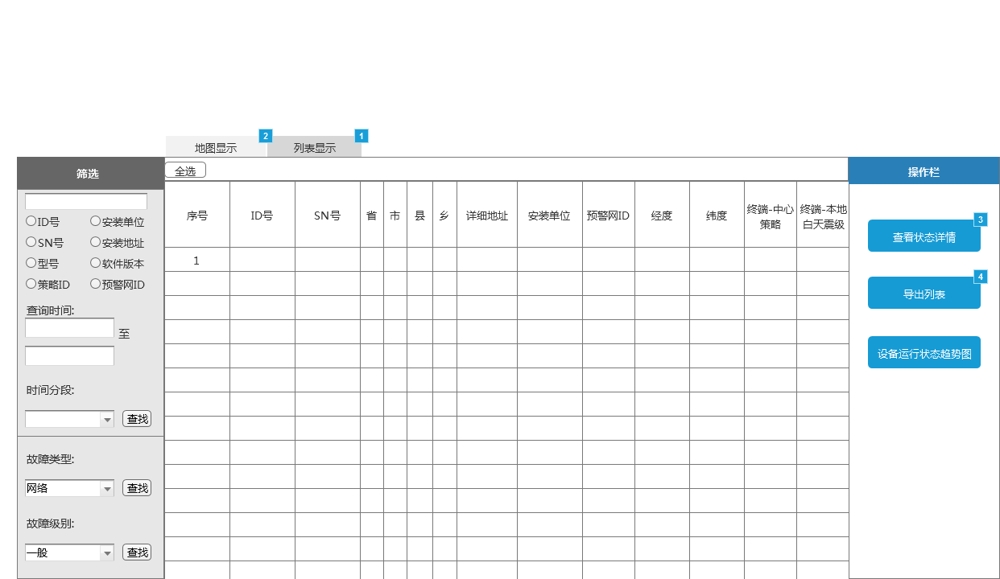 2
1
地图显示
列表显示
筛选
全选
操作栏
序号
ID号
SN号
省
市
县
乡
详细地址
安装单位
预警网ID
经度
纬度
终端-中心
策略
终端-本地
白天震级
1
ID号
安装单位
SN号
安装地址
型号
软件版本
策略ID
预警网ID
查询时间:
至
时间分段:
查找
故障类型:
网络
查找
故障级别:
一般
查找
3
查看状态详情
4
导出列表
设备运行状态趋势图